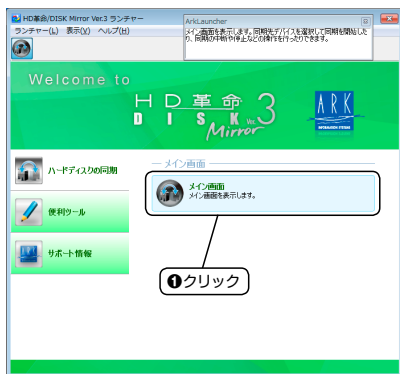 HD革命/DISK Mirror Ver.3 ランチャー
ランチャー(L) 表示(V) ヘルプ(H)
ArkLauncher
メイン画面を表示します。同期先デバイスを選択して同期を開始した
り、同期の中断や停止などの操作を行ったりできます。
Welcome to
HD革命
DISK Ver. 3
Mirror
ARK
INFORMATION SYSTEMS
ハードディスクの同期
便利ツール
サポート情報
メイン画面
メイン画面
メイン画面を表示します。
❶クリック